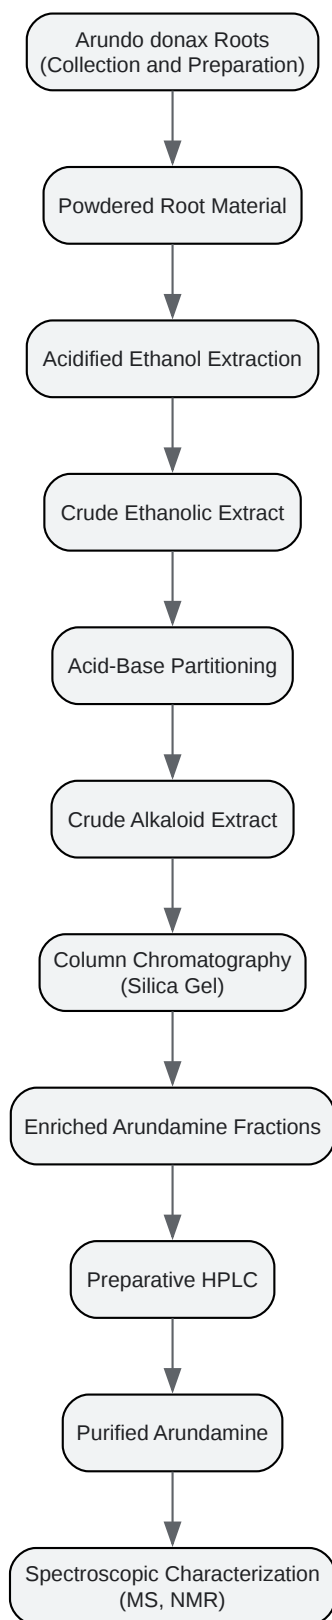 Arundo donax Roots
(Collection and Preparation)
Powdered Root Material
Acidified Ethanol Extraction
Crude Ethanolic Extract
Acid-Base Partitioning
Crude Alkaloid Extract
Column Chromatography
(Silica Gel)
Enriched Arundamine Fractions
Preparative HPLC
Purified Arundamine
Spectroscopic Characterization
(MS, NMR)